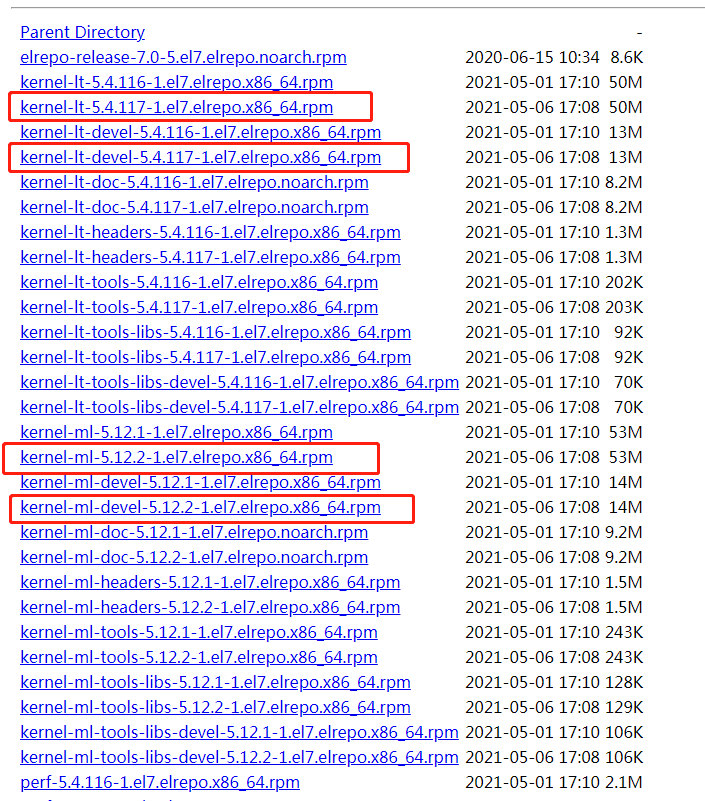 Parent Directory -
elrepo-release-7.0-5.el7.elrepo.noarch.rpm 2020-06-15 10:34 8.6K
kernel-lt-5.4.116-1.el7.elrepo.x86_64.rpm 2021-05-01 17:10 50M
kernel-lt-5.4.117-1.el7.elrepo.x86_64.rpm 2021-05-06 17:08 50M
kernel-lt-devel-5.4.116-1.el7.elrepo.x86_64.rpm 2021-05-01 17:10 13M
kernel-lt-devel-5.4.117-1.el7.elrepo.x86_64.rpm 2021-05-06 17:08 13M
kernel-lt-doc-5.4.116-1.el7.elrepo.noarch.rpm 2021-05-01 17:10 8.2M
kernel-lt-doc-5.4.117-1.el7.elrepo.noarch.rpm 2021-05-06 17:08 8.2M
kernel-lt-headers-5.4.116-1.el7.elrepo.x86_64.rpm 2021-05-01 17:10 1.3M
kernel-lt-headers-5.4.117-1.el7.elrepo.x86_64.rpm 2021-05-06 17:08 1.3M
kernel-lt-tools-5.4.116-1.el7.elrepo.x86_64.rpm 2021-05-01 17:10 202K
kernel-lt-tools-5.4.117-1.el7.elrepo.x86_64.rpm 2021-05-06 17:08 203K
kernel-lt-tools-libs-5.4.116-1.el7.elrepo.x86_64.rpm 2021-05-01 17:10 92K
kernel-lt-tools-libs-5.4.117-1.el7.elrepo.x86_64.rpm 2021-05-06 17:08 92K
kernel-lt-tools-libs-devel-5.4.116-1.el7.elrepo.x86_64.rpm 2021-05-01 17:10 70K
kernel-lt-tools-libs-devel-5.4.117-1.el7.elrepo.x86_64.rpm 2021-05-06 17:08 70K
kernel-ml-5.12.1-1.el7.elrepo.x86_64.rpm 2021-05-01 17:10 53M
kernel-ml-5.12.2-1.el7.elrepo.x86_64.rpm 2021-05-06 17:08 53M
kernel-ml-devel-5.12.1-1.el7.elrepo.x86_64.rpm 2021-05-01 17:10 14M
kernel-ml-devel-5.12.2-1.el7.elrepo.x86_64.rpm 2021-05-06 17:08 14M
kernel-ml-doc-5.12.1-1.el7.elrepo.noarch.rpm 2021-05-01 17:10 9.2M
kernel-ml-doc-5.12.2-1.el7.elrepo.noarch.rpm 2021-05-06 17:08 9.2M
kernel-ml-headers-5.12.1-1.el7.elrepo.x86_64.rpm 2021-05-01 17:10 1.5M
kernel-ml-headers-5.12.2-1.el7.elrepo.x86_64.rpm 2021-05-06 17:08 1.5M
kernel-ml-tools-5.12.1-1.el7.elrepo.x86_64.rpm 2021-05-01 17:10 243K
kernel-ml-tools-5.12.2-1.el7.elrepo.x86_64.rpm 2021-05-06 17:08 243K
kernel-ml-tools-libs-5.12.1-1.el7.elrepo.x86_64.rpm 2021-05-01 17:10 128K
kernel-ml-tools-libs-5.12.2-1.el7.elrepo.x86_64.rpm 2021-05-06 17:08 129K
kernel-ml-tools-libs-devel-5.12.1-1.el7.elrepo.x86_64.rpm 2021-05-01 17:10 106K
kernel-ml-tools-libs-devel-5.12.2-1.el7.elrepo.x86_64.rpm 2021-05-06 17:08 106K
perf-5.4.116-1.el7.elrepo.x86_64.rpm 2021-05-01 17:10 2.1M